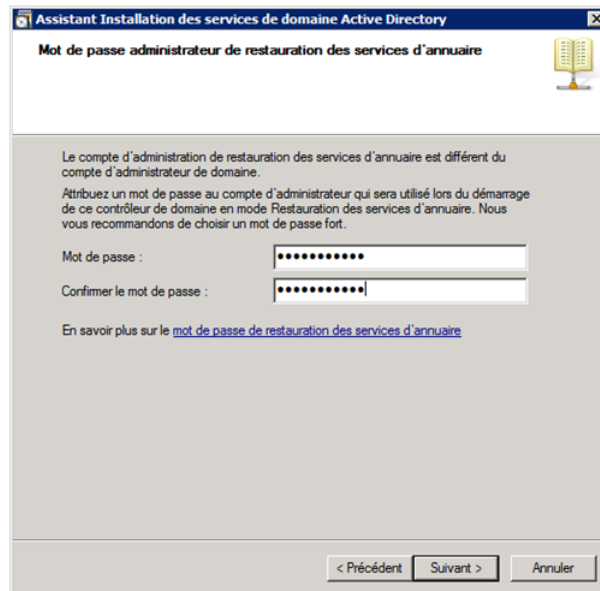 Assistant Installation des services de domaine Active Directory
Mot de passe administrateur de restauration des services d'annuaire
Le compte d'administration de restauration des services d'annuaire est différent du
compte d'administrateur de domaine.
Attribuez un mot de passe au compte d'administrateur qui sera utilisé lors du démarrage
de ce contrôleur de domaine en mode Restauration des services d'annuaire. Nous
vous recommandons de choisir un mot de passe fort.
Mot de passe : •••••••••••
Confirmer le mot de passe : •••••••••••
En savoir plus sur le mot de passe de restauration des services d'annuaire
< Précédent Suivant > Annuler